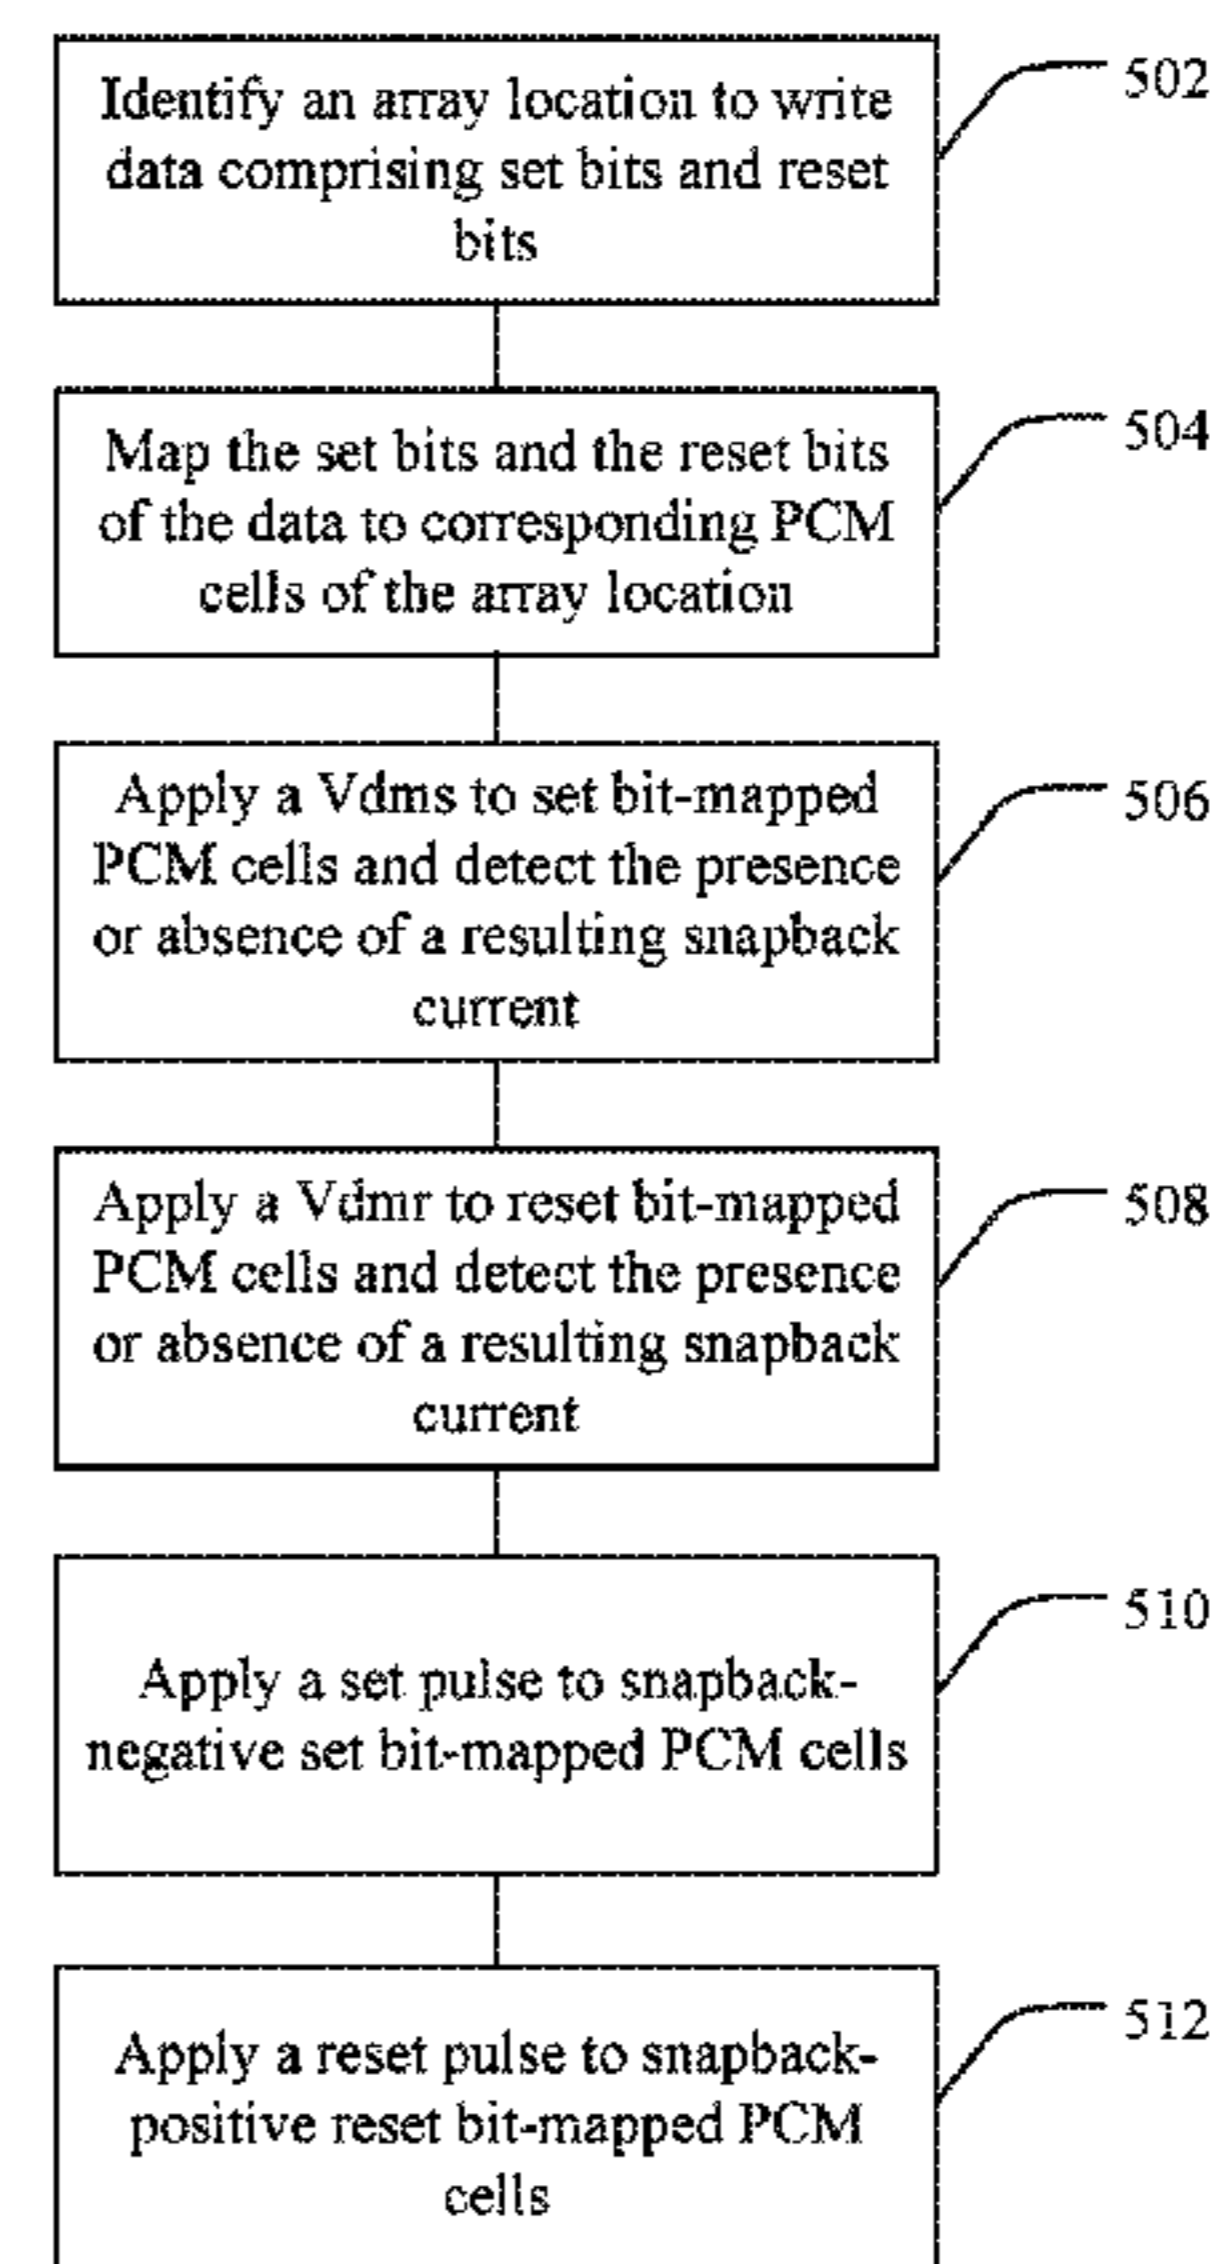 Identify an array location to write
data comprising set bits and reset
bits
502
Map the set bits and the reset bits
of the data to corresponding PCM
cells of the array location
504
Apply a Vdms to set bit-mapped
PCM cells and detect the presence
or absence of a resulting snapback
current
506
Apply a Vdmr to reset bit-mapped
PCM cells and detect the presence
or absence of a resulting snapback
current
508
Apply a set pulse to snapback-
negative set bit-mapped PCM cells
510
Apply a reset pulse to snapback-
positive reset bit-mapped PCM
cells
512